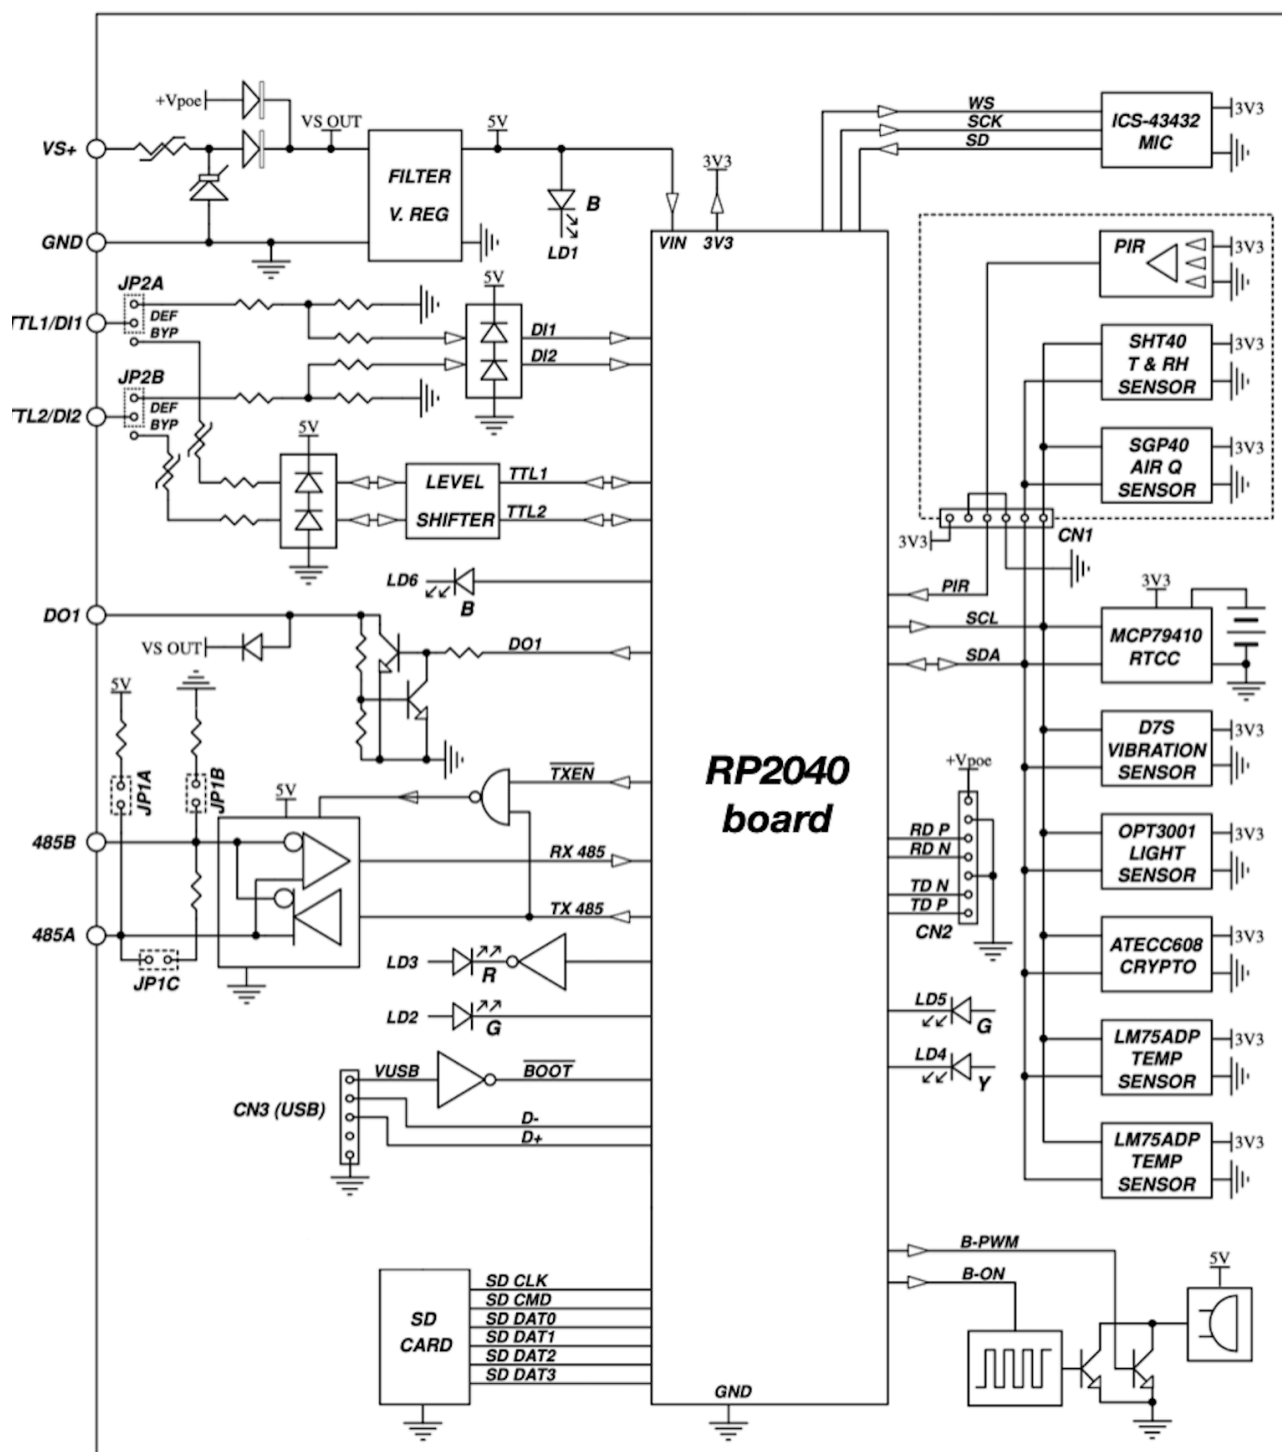 +Vpoe
VS OUT
5V
VS+
FILTER
V. REG
B
LD1
3V3
VIN
3V3
GND
WS
SCK
SD
ICS-43432
MIC
3V3
PIR
3V3
SHT40
T & RH
SENSOR
3V3
SGP40
AIR Q
SENSOR
3V3
3V3
CN1
JP2A
DEF
BYP
TTL1/DI1
5V
DI1
DI2
JP2B
DEF
BYP
TTL2/DI2
5V
LEVEL
SHIFTER
TTL1
TTL2
LD6
B
DO1
VS OUT
DO1
PIR
SCL
SDA
3V3
MCP79410
RTCC
D7S
VIBRATION
SENSOR
3V3
5V
JP1A
JP1B
5V
TXEN
RP2040
board
+Vpoe
RD P
RD N
TD N
TD P
CN2
OPT3001
LIGHT
SENSOR
3V3
485B
RX 485
TX 485
485A
JP1C
LD3
R
LD2
G
ATECC608
CRYPTO
3V3
LD5
G
LD4
Y
LM75ADP
TEMP
SENSOR
3V3
VUSB
BOOT
CN3 (USB)
D-
D+
LM75ADP
TEMP
SENSOR
3V3
B-PWM
B-ON
5V
SD
CARD
SD CLK
SD CMD
SD DAT0
SD DAT1
SD DAT2
SD DAT3
GND